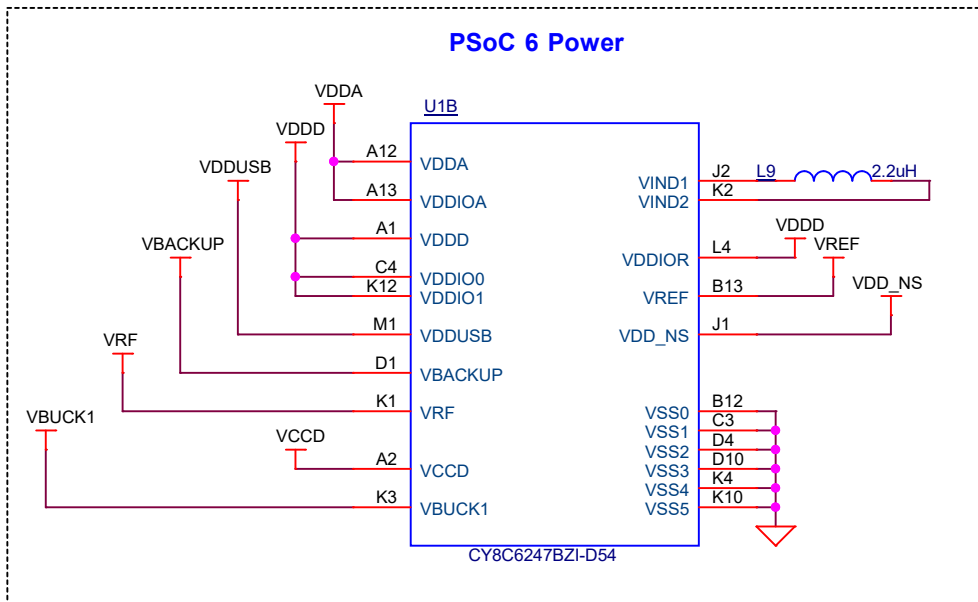 PSoC 6 Power
VDDA
U1B
VDDD
VDDUSB
VBACKUP
VRF
VBUCK1
VCCD
A12 VDDA
A13 VDDIOA
A1 VDDD
C4 VDDIO0
K12 VDDIO1
M1 VDDUSB
D1 VBACKUP
K1 VRF
A2 VCCD
K3 VBUCK1
VIND1 J2 L9 2.2uH
VIND2 K2
VDDIOR L4 VDDD
VREF B13 VREF
VDD_NS J1 VDD_NS
VSS0 B12
VSS1 C3
VSS2 D4
VSS3 D10
VSS4 K4
VSS5 K10
CY8C6247BZI-D54